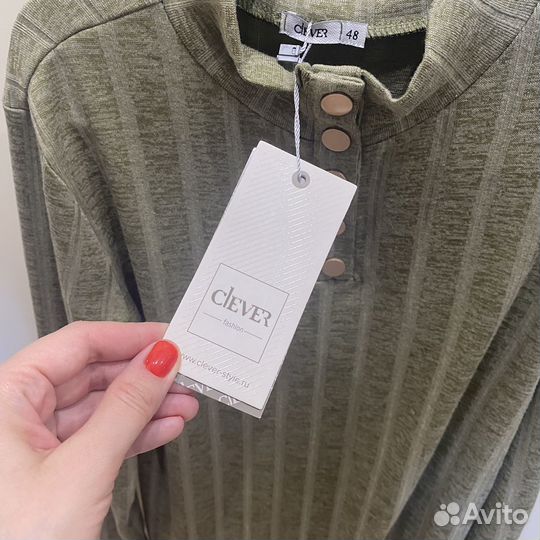 CLEVER 48
CLEVER
fashion
www.clever-style.ru
Avito